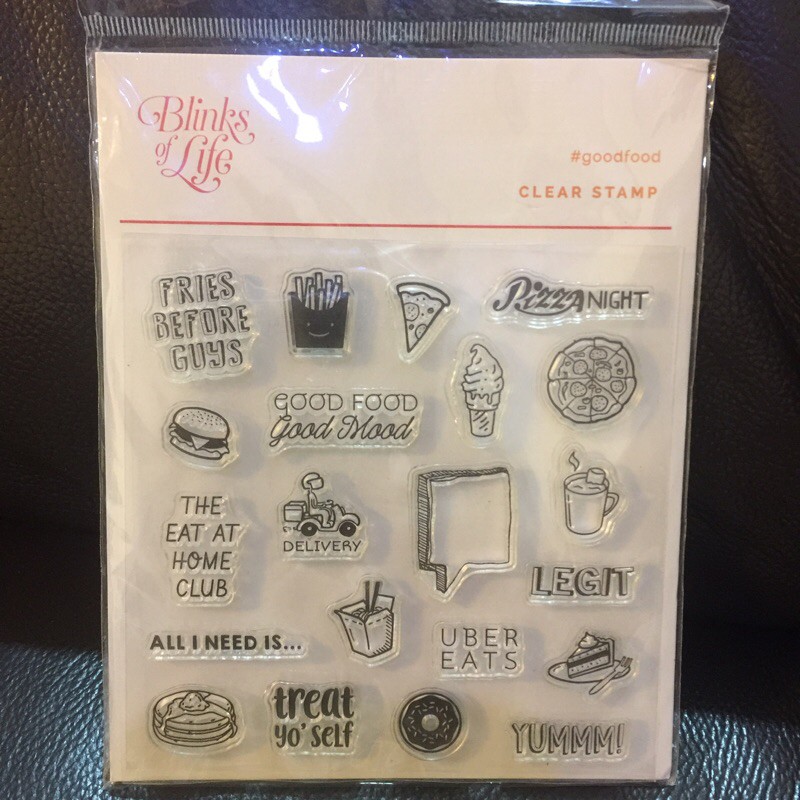 Blinks
of Life
#goodfood
CLEAR STAMP
FRIES
BEFORE
GUYS
Pizza NIGHT
GOOD FOOD
Good Mood
THE
EAT AT
HOME
CLUB
DELIVERY
LEGIT
ALL I NEED IS...
UBER
EATS
treat
yo' self
YUMMM!